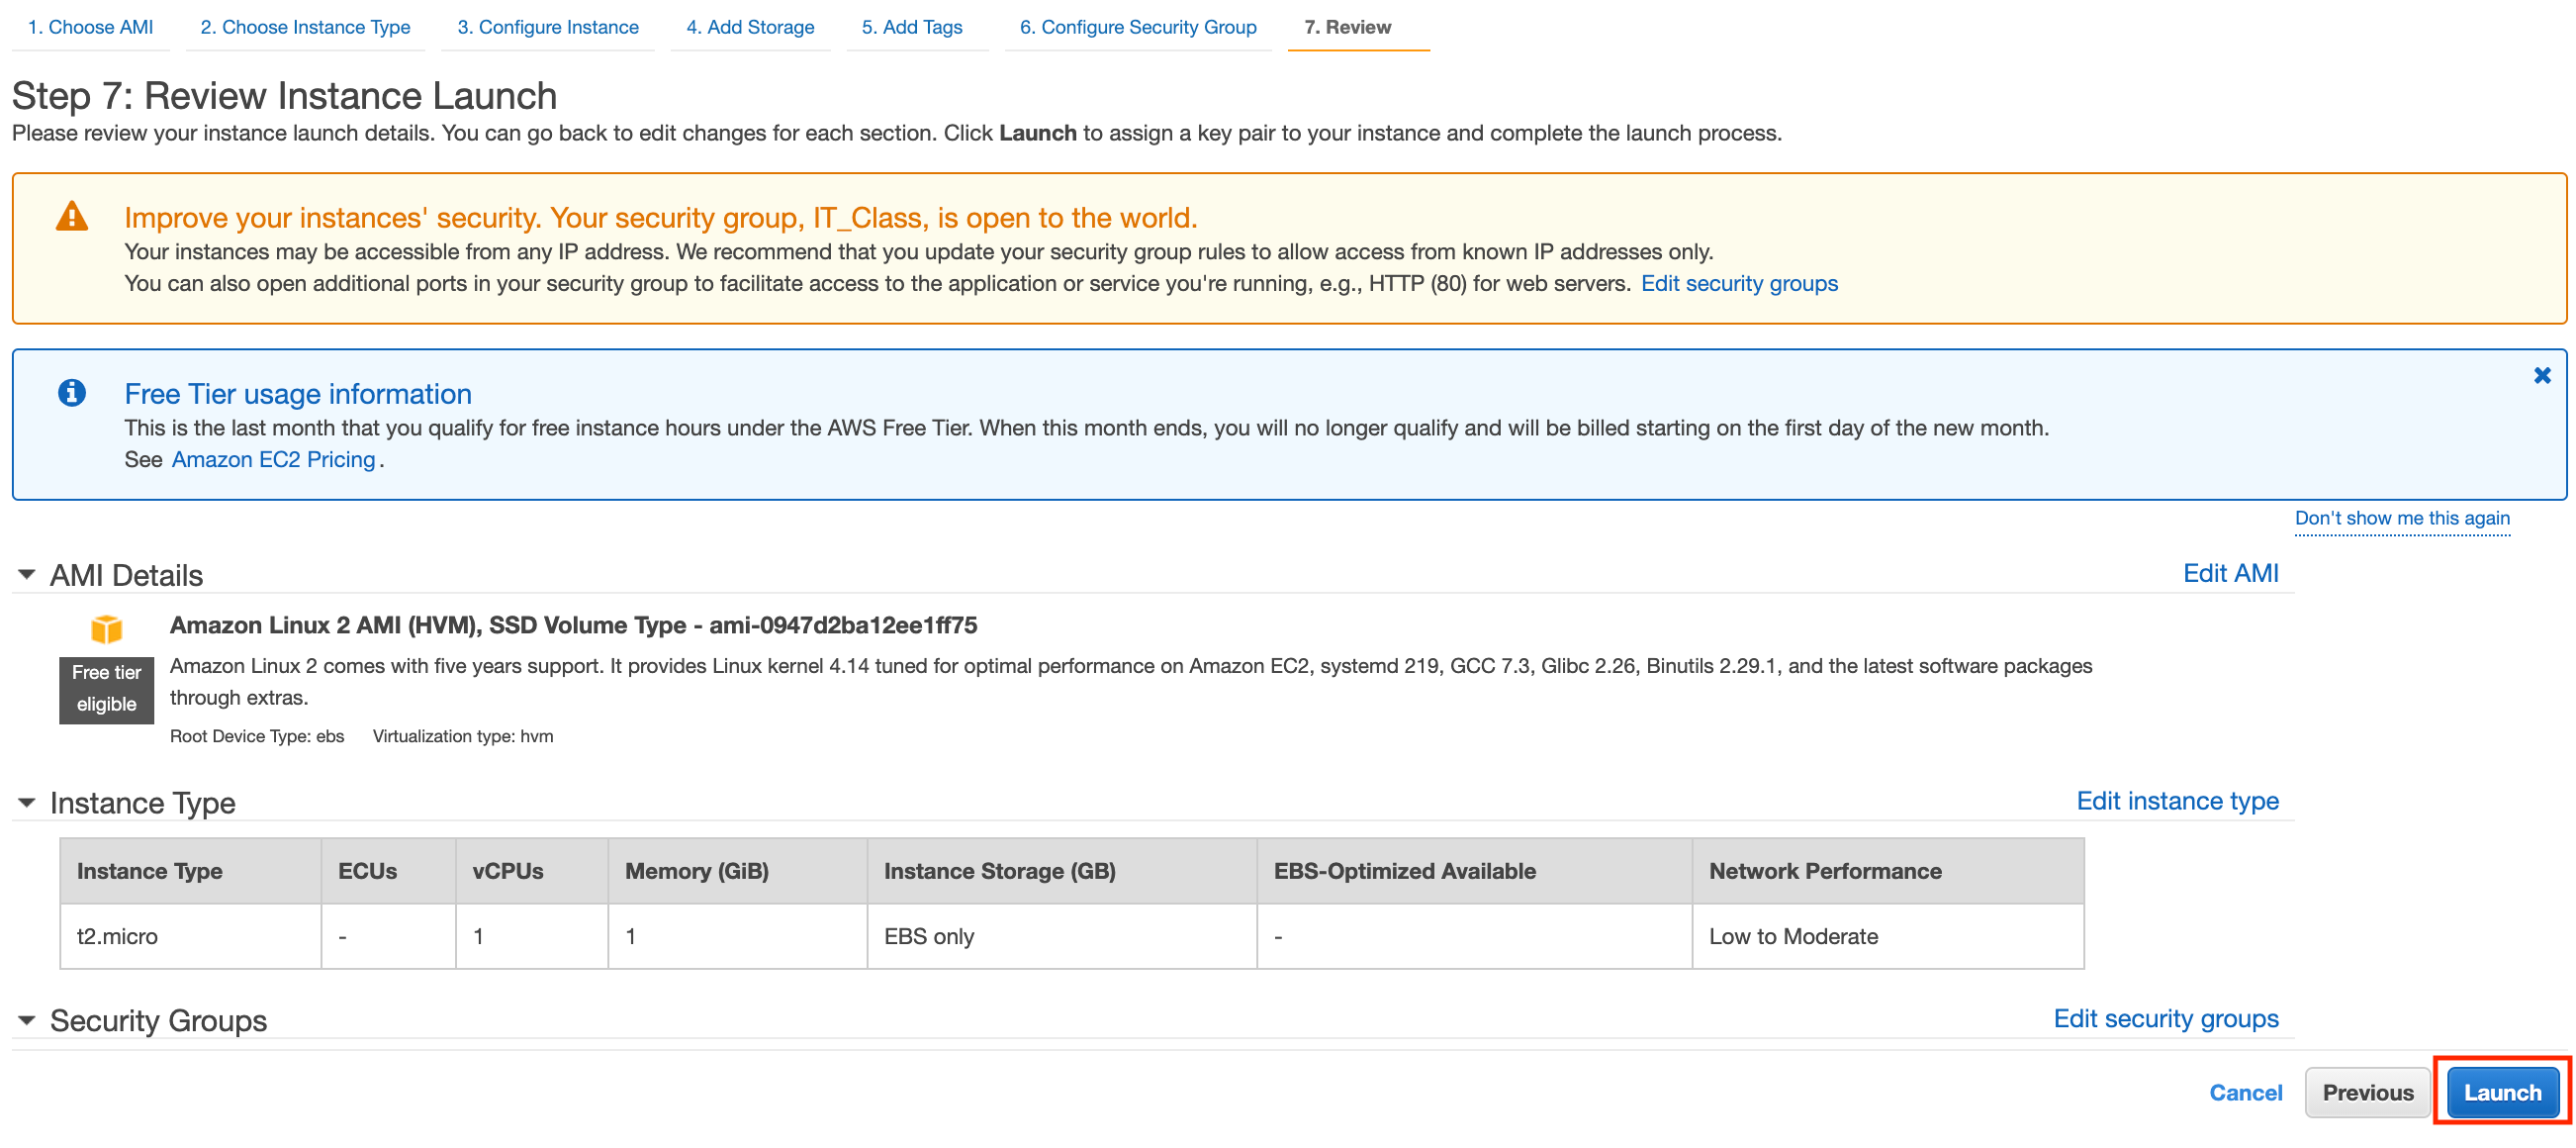 1. Choose AMI 2. Choose Instance Type 3. Configure Instance 4. Add Storage 5. Add Tags 6. Configure Security Group 7. Review
Step 7: Review Instance Launch
Please review your instance launch details. You can go back to edit changes for each section. Click Launch to assign a key pair to your instance and complete the launch process.
Improve your instances' security. Your security group, IT_Class, is open to the world.
Your instances may be accessible from any IP address. We recommend that you update your security group rules to allow access from known IP addresses only.
You can also open additional ports in your security group to facilitate access to the application or service you're running, e.g., HTTP (80) for web servers. Edit security groups
Free Tier usage information
This is the last month that you qualify for free instance hours under the AWS Free Tier. When this month ends, you will no longer qualify and will be billed starting on the first day of the new month.
See Amazon EC2 Pricing.
Don't show me this again
AMI Details Edit AMI
Amazon Linux 2 AMI (HVM), SSD Volume Type - ami-0947d2ba12ee1ff75
Free tier eligible
Amazon Linux 2 comes with five years support. It provides Linux kernel 4.14 tuned for optimal performance on Amazon EC2, systemd 219, GCC 7.3, Glibc 2.26, Binutils 2.29.1, and the latest software packages
through extras.
Root Device Type: ebs Virtualization type: hvm
Instance Type Edit instance type
Instance Type ECUs vCPUs Memory (GiB) Instance Storage (GB) EBS-Optimized Available Network Performance
t2.micro - 1 1 EBS only - Low to Moderate
Security Groups Edit security groups
Cancel Previous Launch